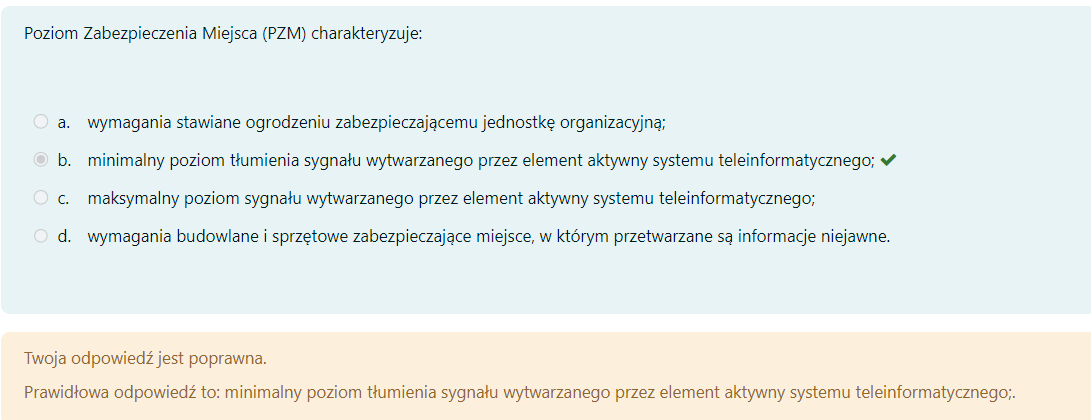 Poziom Zabezpieczenia Miejsca (PZM) charakteryzuje:
a. wymagania stawiane ogrodzeniu zabezpieczającemu jednostkę organizacyjną;
b. minimalny poziom tłumienia sygnału wytwarzanego przez element aktywny systemu teleinformatycznego;
c. maksymalny poziom sygnału wytwarzanego przez element aktywny systemu teleinformatycznego;
d. wymagania budowlane i sprzętowe zabezpieczające miejsce, w którym przetwarzane są informacje niejawne.
Twoja odpowiedź jest poprawna.
Prawidłowa odpowiedź to: minimalny poziom tłumienia sygnału wytwarzanego przez element aktywny systemu teleinformatycznego;.